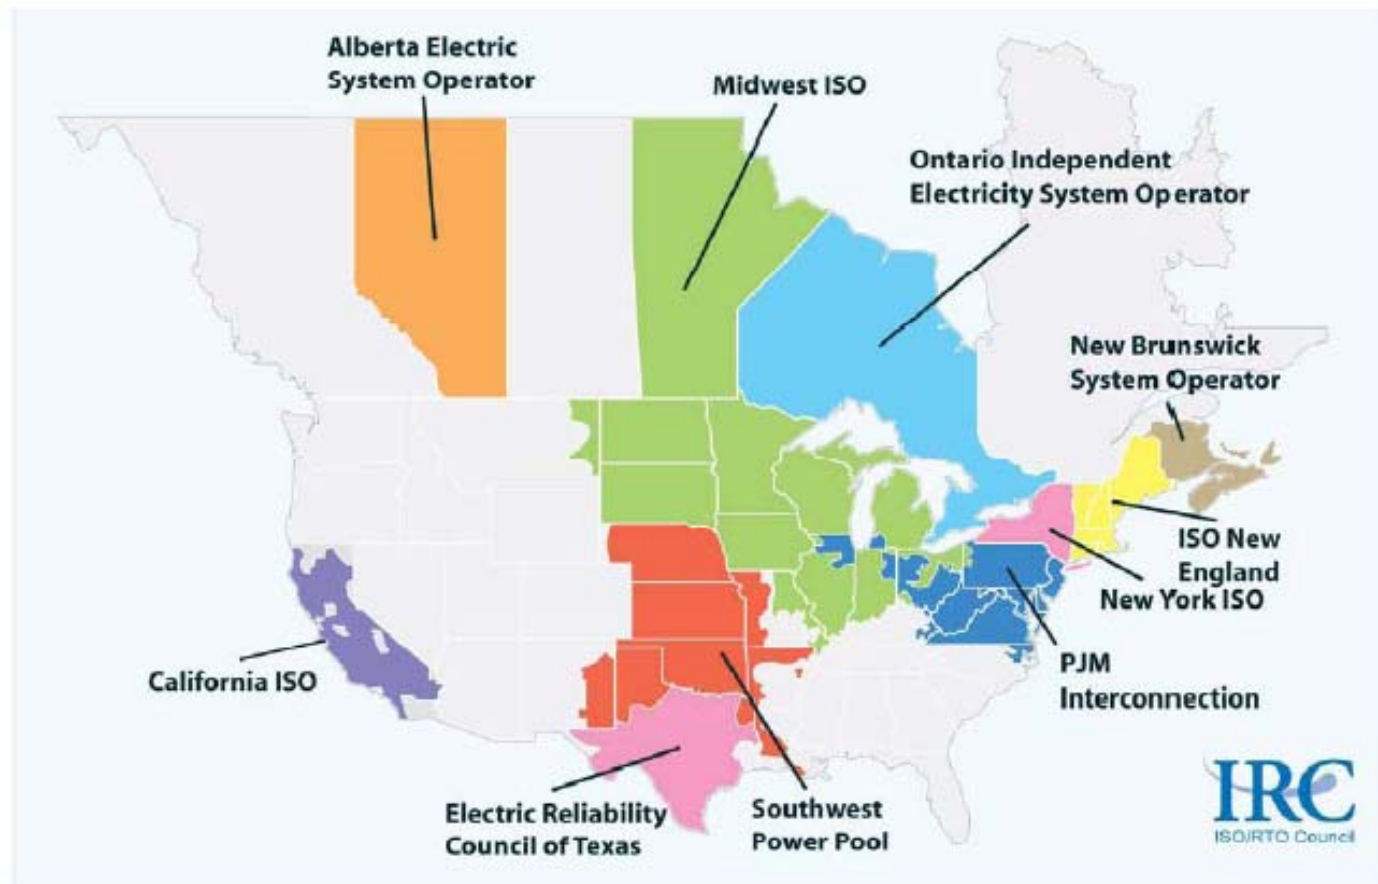 Alberta Electric
System Operator
Midwest ISO
Ontario Independent
Electricity System Operator
New Brunswick
System Operator
ISO New
England
New York ISO
PJM
Interconnection
California ISO
Electric Reliability
Council of Texas
Southwest
Power Pool
IRC
ISO/RTO Council